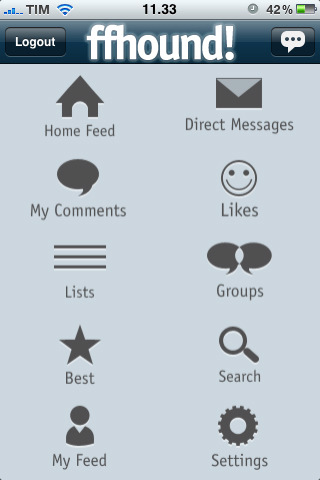 TIM 11.33 42%
Logout ffhound!
Home Feed Direct Messages
My Comments Likes
Lists Groups
Best Search
My Feed Settings